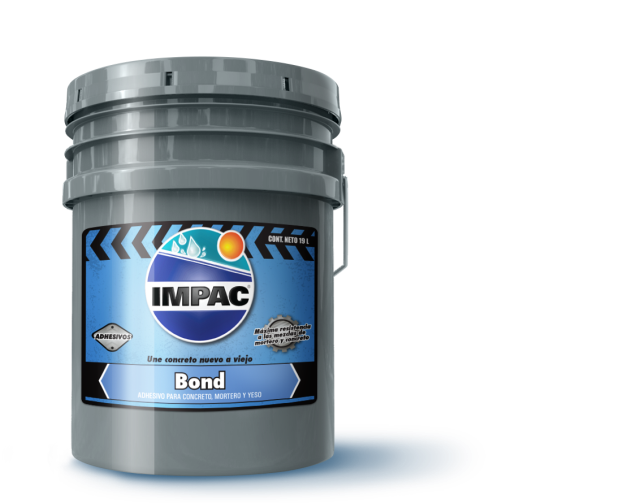 CONT. NETO 19 L
IMPAC
ADHESIVOS
Máxima resistencia
a las mezclas de
mortero y concreto
Une concreto nuevo a viejo
Bond
ADHESIVO PARA CONCRETO, MORTERO Y YESO